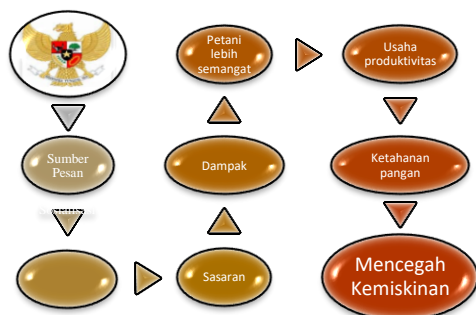 Sumber
Pesan
Sasaran
Dampak
Petani
lebih
semangat
Usaha
produktivitas
Ketahanan
pangan
Mencegah
Kemiskinan